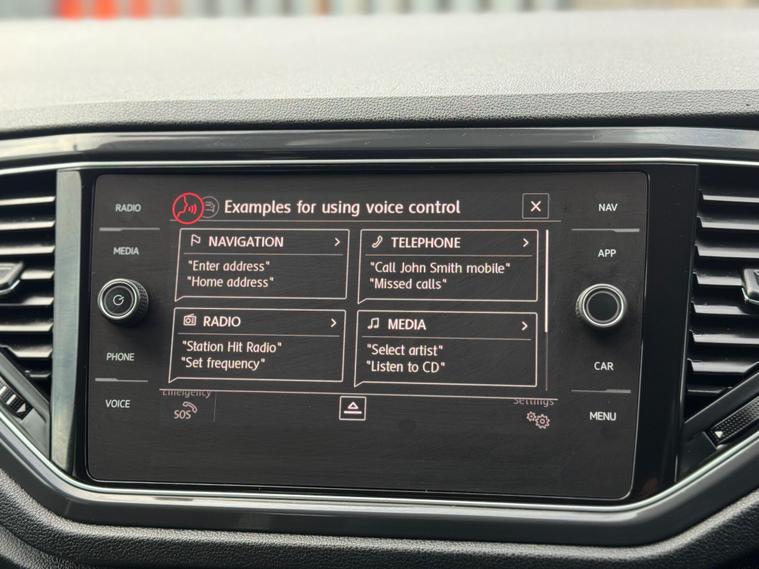 RADIO
MEDIA
PHONE
VOICE
Examples for using voice control
NAVIGATION
"Enter address"
"Home address"
TELEPHONE
"Call John Smith mobile"
"Missed calls"
RADIO
"Station Hit Radio"
"Set frequency"
MEDIA
"Select artist"
"Listen to CD"
Emergency
SOS
Settings
NAV
APP
CAR
MENU